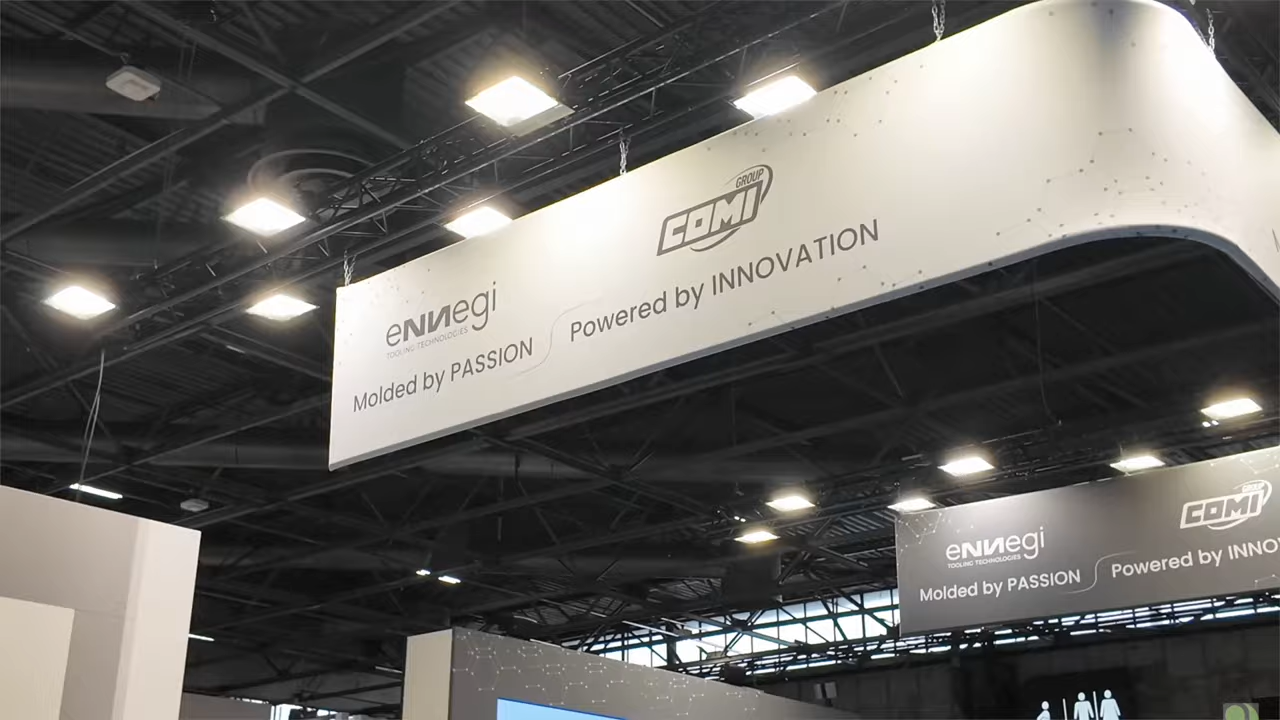 GROUP
COMI
eNNegi
TOOLING TECHNOLOGIES
Molded by PASSION
Powered by INNOVATION
GROUP
COMI
eNNegi
TOOLING TECHNOLOGIES
Molded by PASSION
Powered by INNO